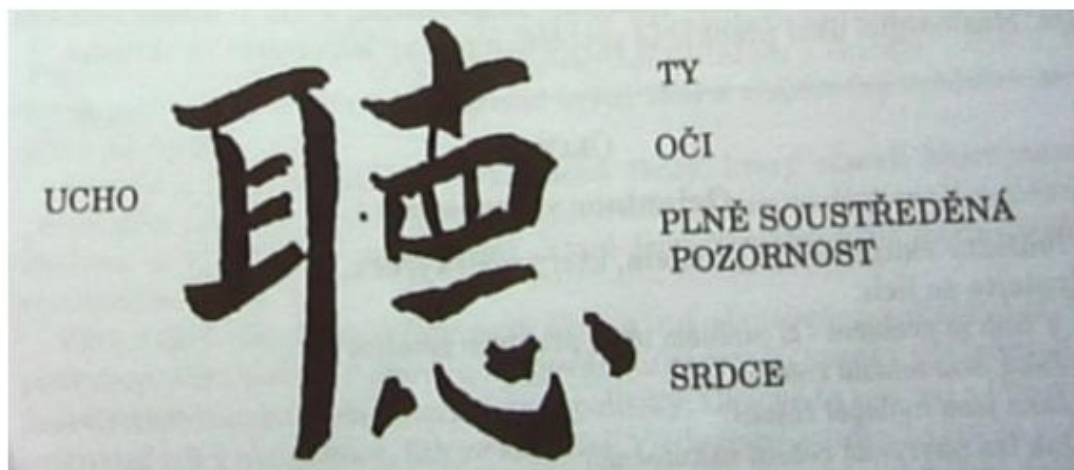 聽
UCHO
TY
OČI
PLNĚ SOUSTŘEDĚNÁ
POZORNOST
SRDCE